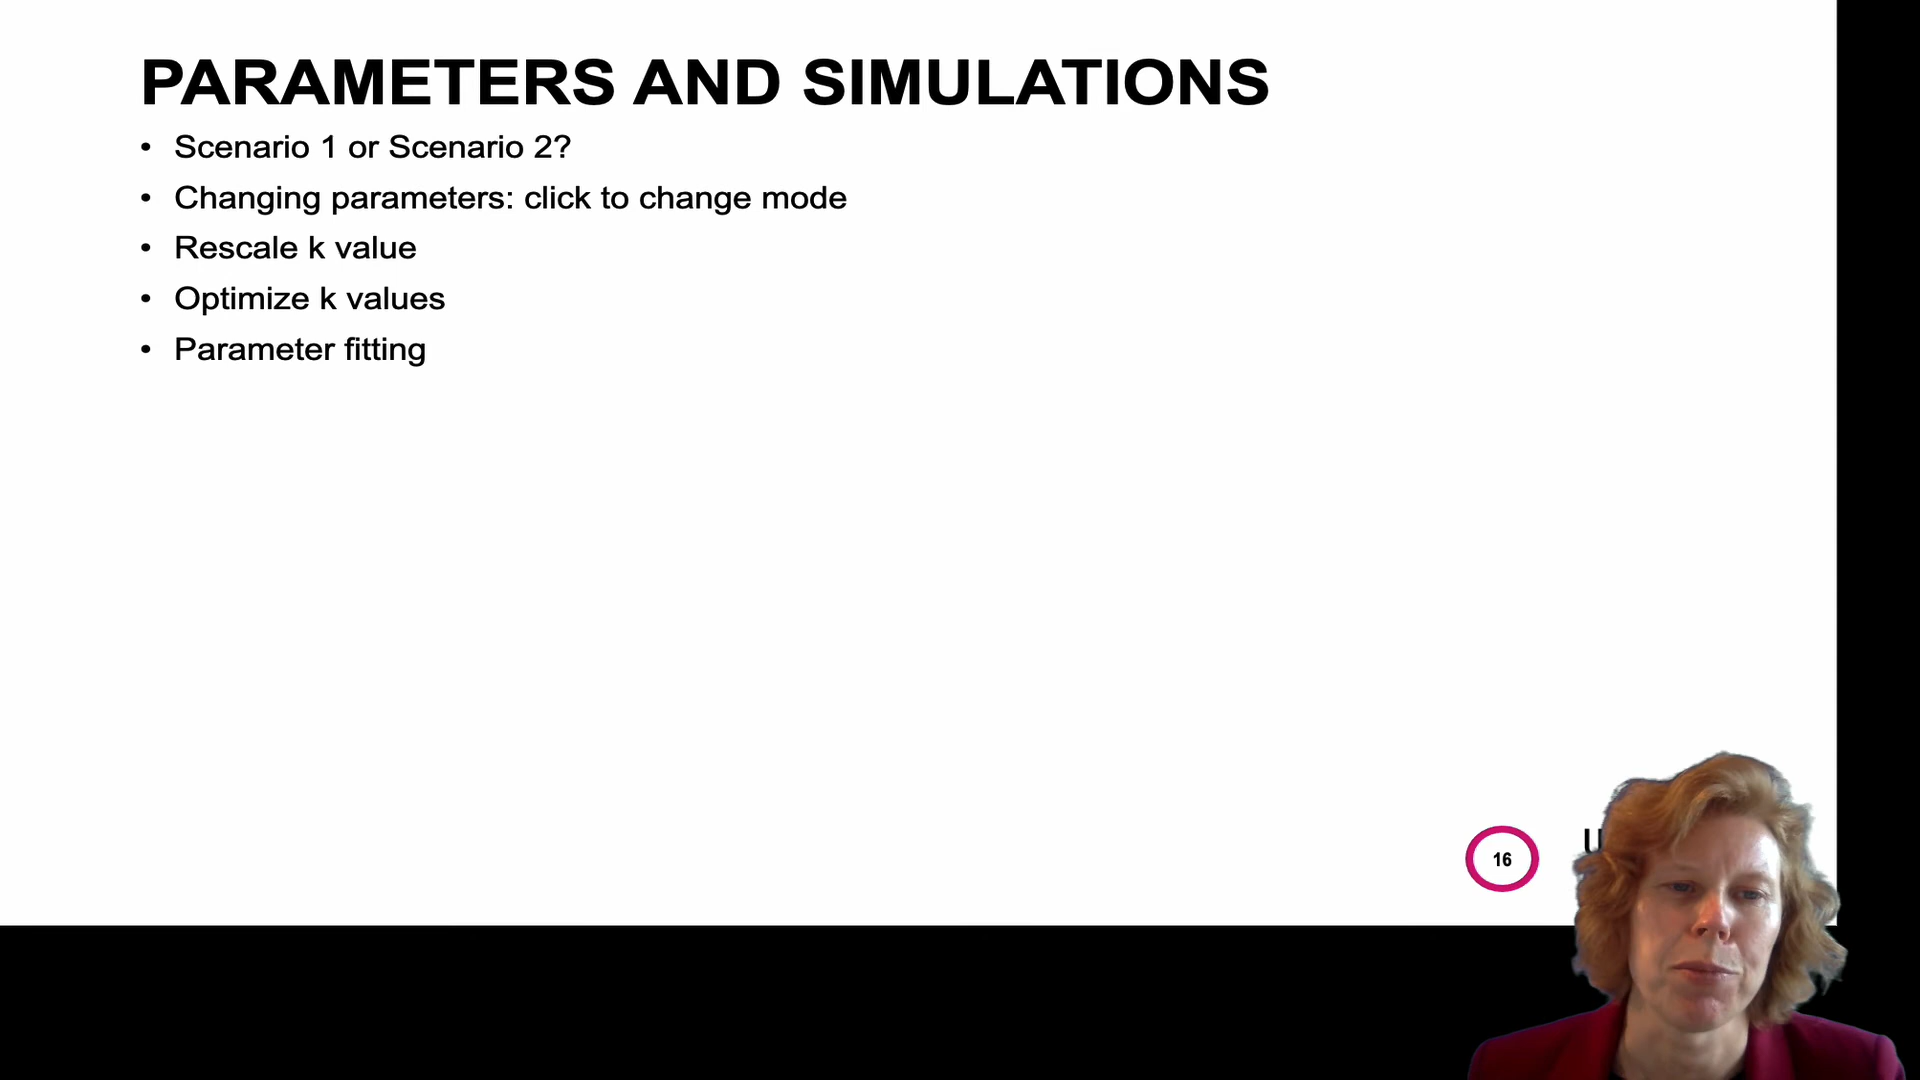 PARAMETERS AND SIMULATIONS
• Scenario 1 or Scenario 2?
• Changing parameters: click to change mode
• Rescale k value
• Optimize k values
• Parameter fitting
16